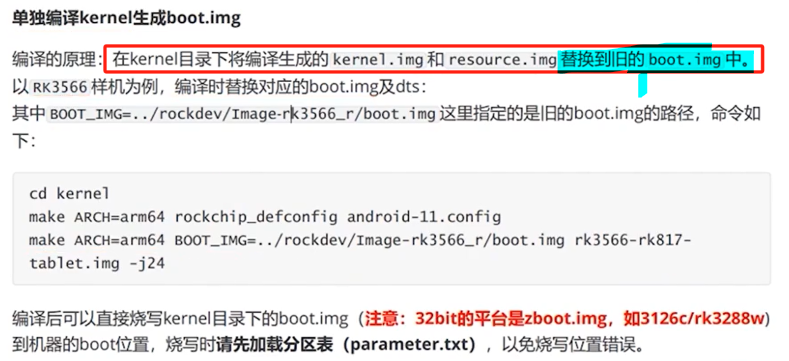 单独编译kernel生成boot.img
编译的原理：在kernel目录下将编译生成的 kernel.img 和 resource.img 替换到旧的 boot.img 中。
以 RK3566 样机为例，编译时替换对应的boot.img及dts：
其中 BOOT_IMG=../rockdev/Image-rk3566_r/boot.img 这里指定的是旧的boot.img的路径，命令如
下：
cd kernel
make ARCH=arm64 rockchip_defconfig android-11.config
make ARCH=arm64 BOOT_IMG=../rockdev/Image-rk3566_r/boot.img rk3566-rk817-
tablet.img -j24
编译后可以直接烧写kernel目录下的boot.img（注意：32bit的平台是zboot.img，如3126c/rk3288w)
到机器的boot位置，烧写时请先加载分区表（parameter.txt），以免烧写位置错误。